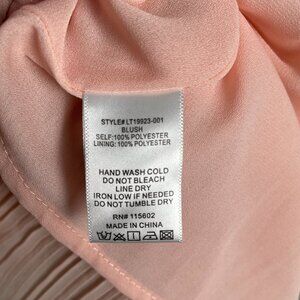 STYLE# LT19923-001
BLUSH
SELF:100% POLYESTER
LINING: 100% POLYESTER
HAND WASH COLD
DO NOT BLEACH
LINE DRY
IRON LOW IF NEEDED
DO NOT TUMBLE DRY
RN# 115602
MADE IN CHINA